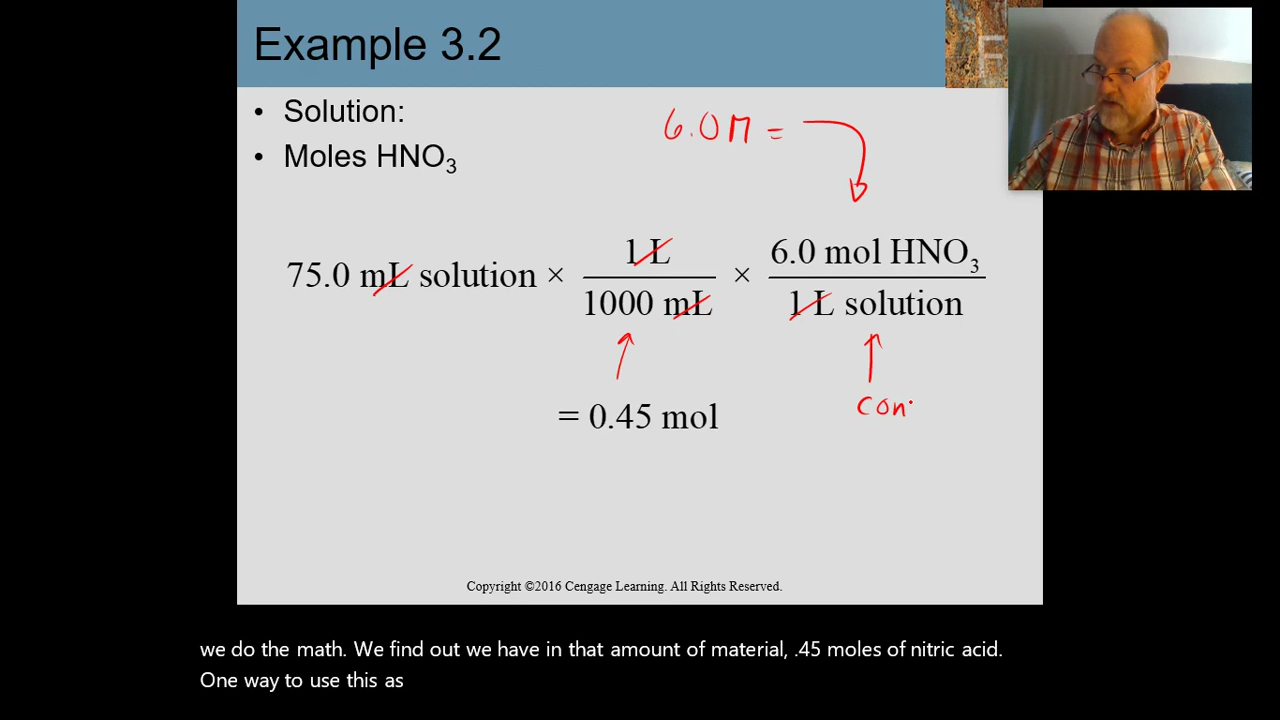 Example 3.2
• Solution:
6.0 M =
• Moles HNO₃
75.0 mL solution × 1 L / 1000 mL × 6.0 mol HNO₃ / 1 L solution
= 0.45 mol
con
Copyright ©2016 Cengage Learning. All Rights Reserved.
we do the math. We find out we have in that amount of material, .45 moles of nitric acid.
One way to use this as